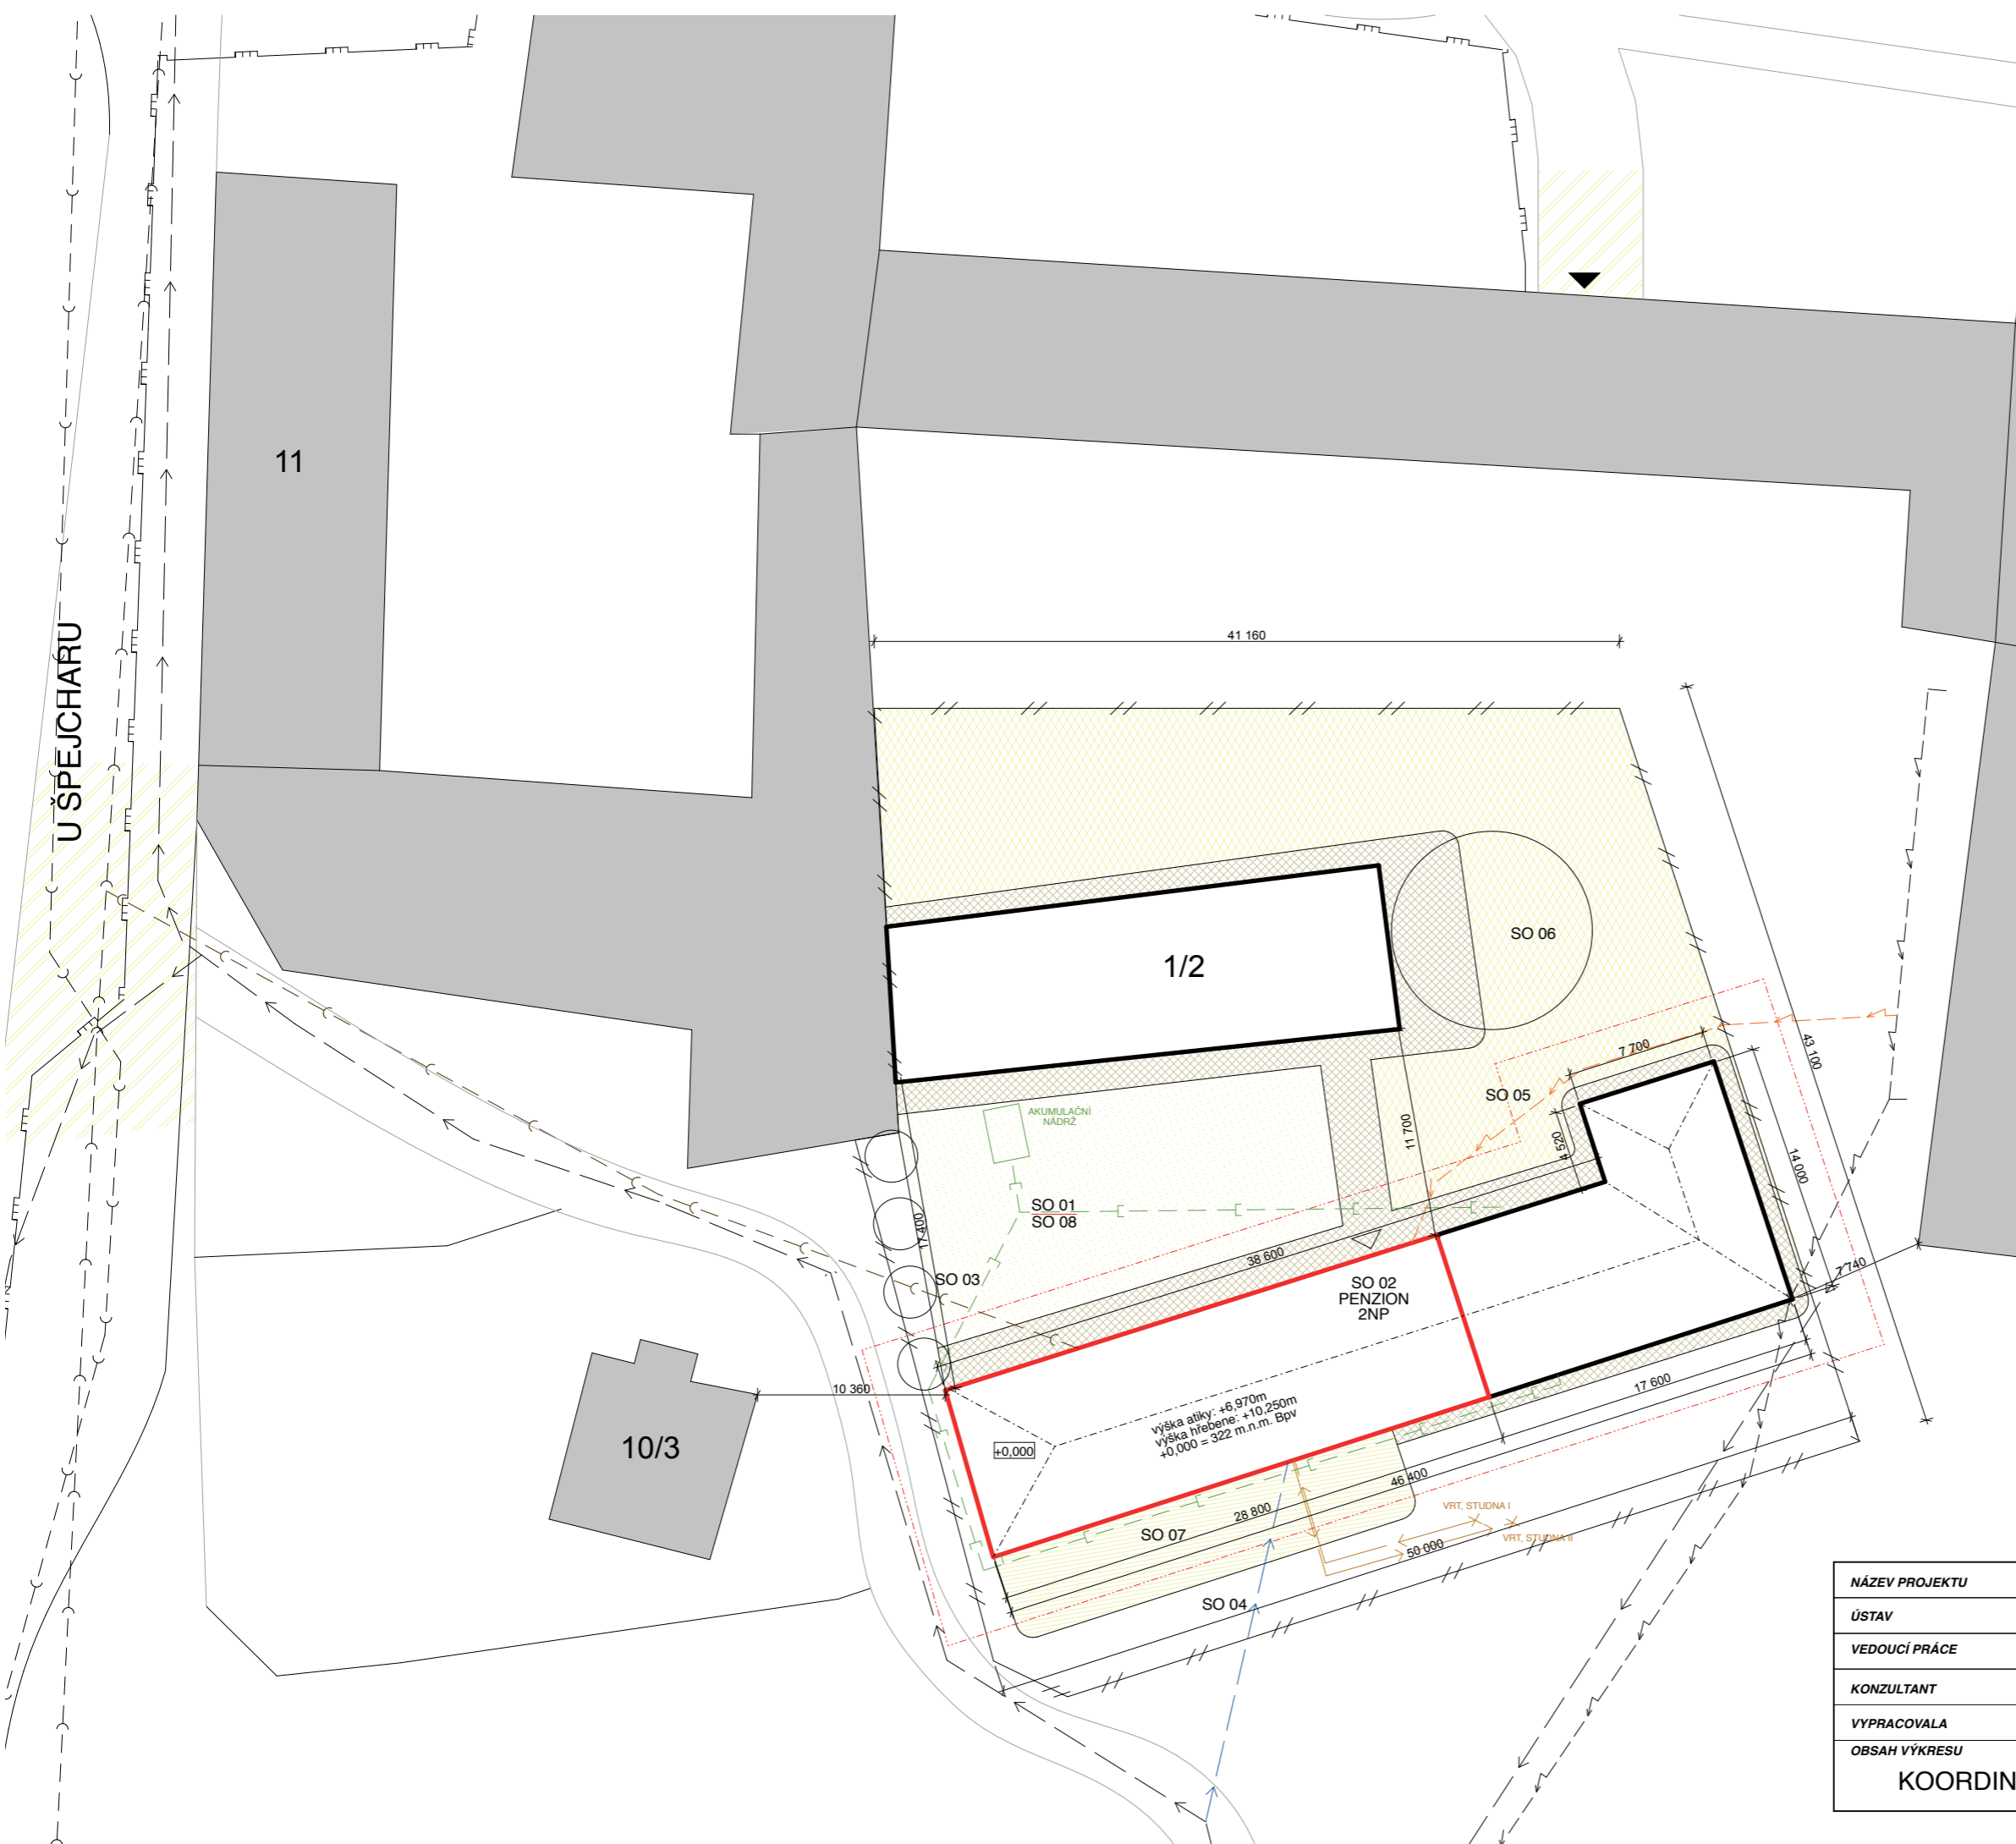 11
U ŠPEJCHARU
41 160
SO 06
1/2
43 100
7 700
SO 05
AKUMULAČNÍ
NÁDRŽ
11 700
4 520
14 000
SO 01
SO 08
17 400
38 600
SO 03
7 740
SO 02
PENZION
2NP
10 360
17 600
výška atiky: +6,970m
výška hřebene: +10,250m
+0,000 = 322 m.n.m. Bpv
+0,000
10/3
46 400
28 800
VRT, STUDNA I
VRT, STUDNA II
SO 07
50 000
SO 04
NÁZEV PROJEKTU
ÚSTAV
VEDOUCÍ PRÁCE
KONZULTANT
VYPRACOVALA
OBSAH VÝKRESU
KOORDIN